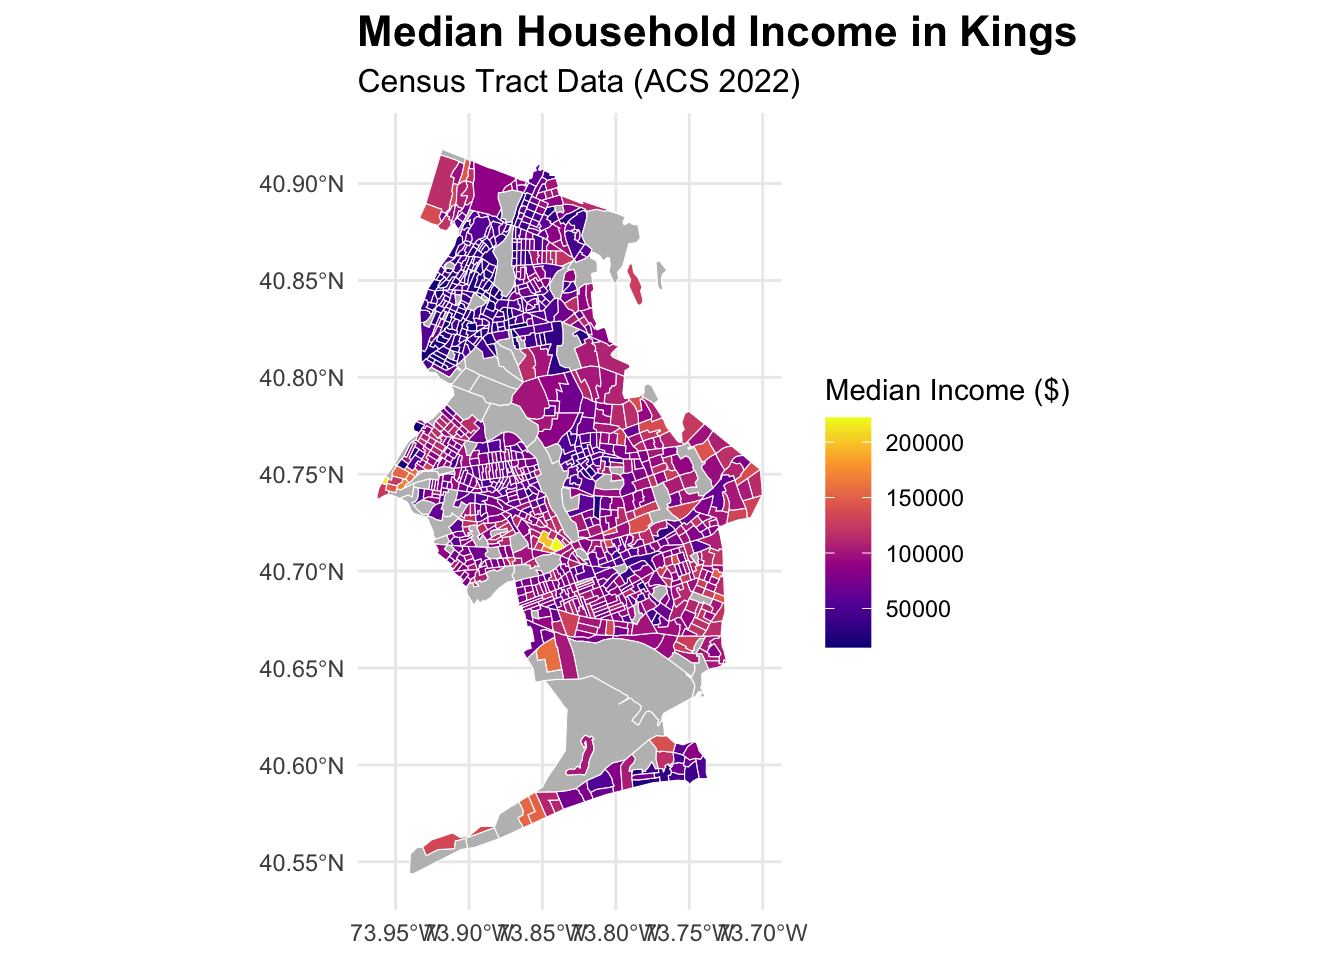 Median Household Income in Kings
Census Tract Data (ACS 2022)
40.90°N
40.85°N
40.80°N
40.75°N
40.70°N
40.65°N
40.60°N
40.55°N
73.95°W 73.90°W 73.85°W 73.80°W 73.75°W 73.70°W
Median Income ($)
200000
150000
100000
50000